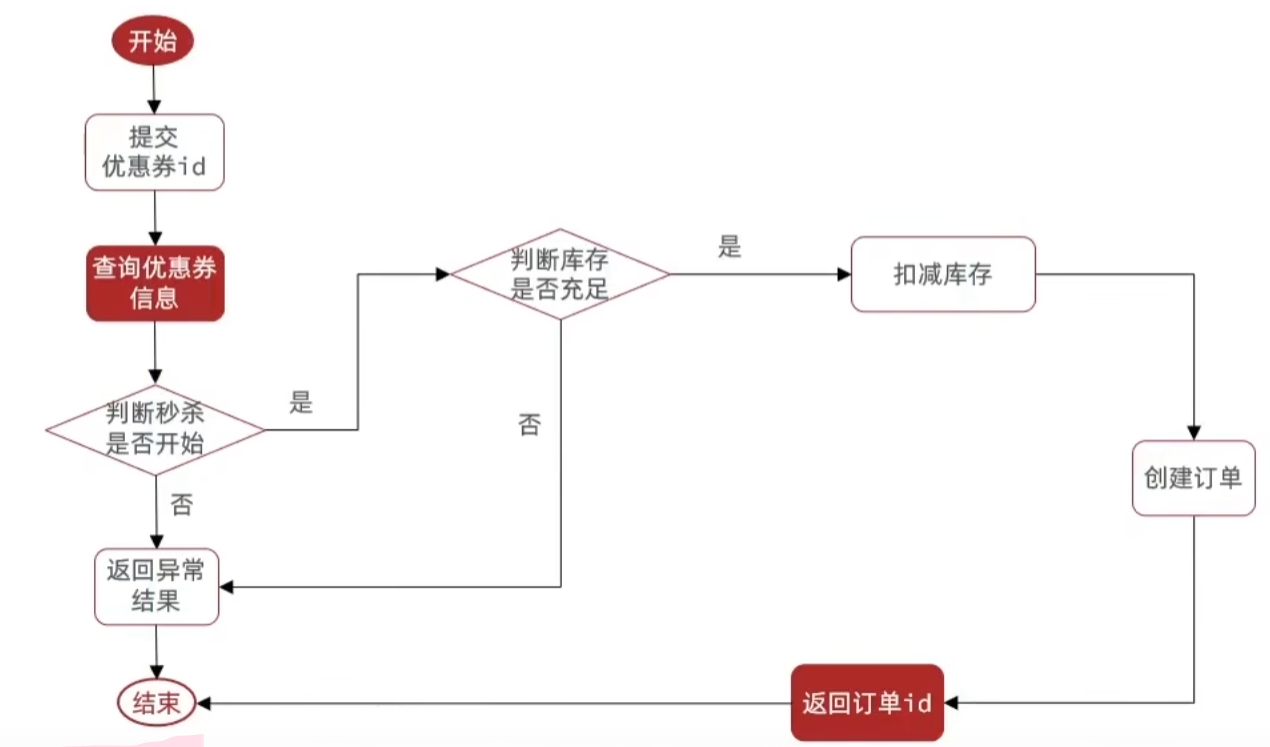 开始
提交
优惠券id
查询优惠券
信息
判断秒杀
是否开始
是
否
返回异常
结果
结束
判断库存
是否充足
是
否
扣减库存
创建订单
返回订单id